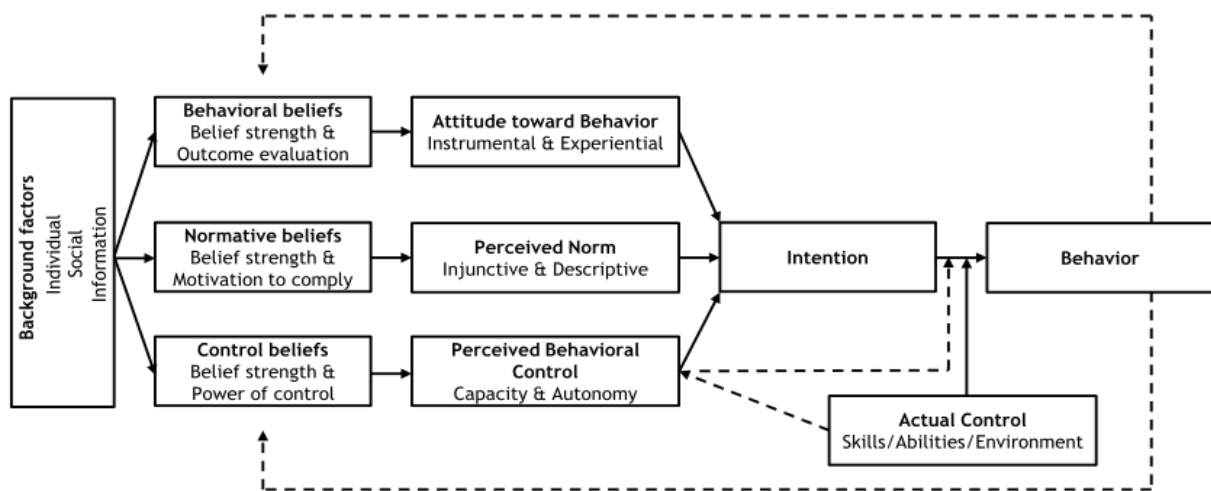 Background factors
Individual
Social
Information
Behavioral beliefs
Belief strength &
Outcome evaluation
Attitude toward Behavior
Instrumental & Experiential
Normative beliefs
Belief strength &
Motivation to comply
Perceived Norm
Injunctive & Descriptive
Intention
Behavior
Control beliefs
Belief strength &
Power of control
Perceived Behavioral
Control
Capacity & Autonomy
Actual Control
Skills/Abilities/Environment